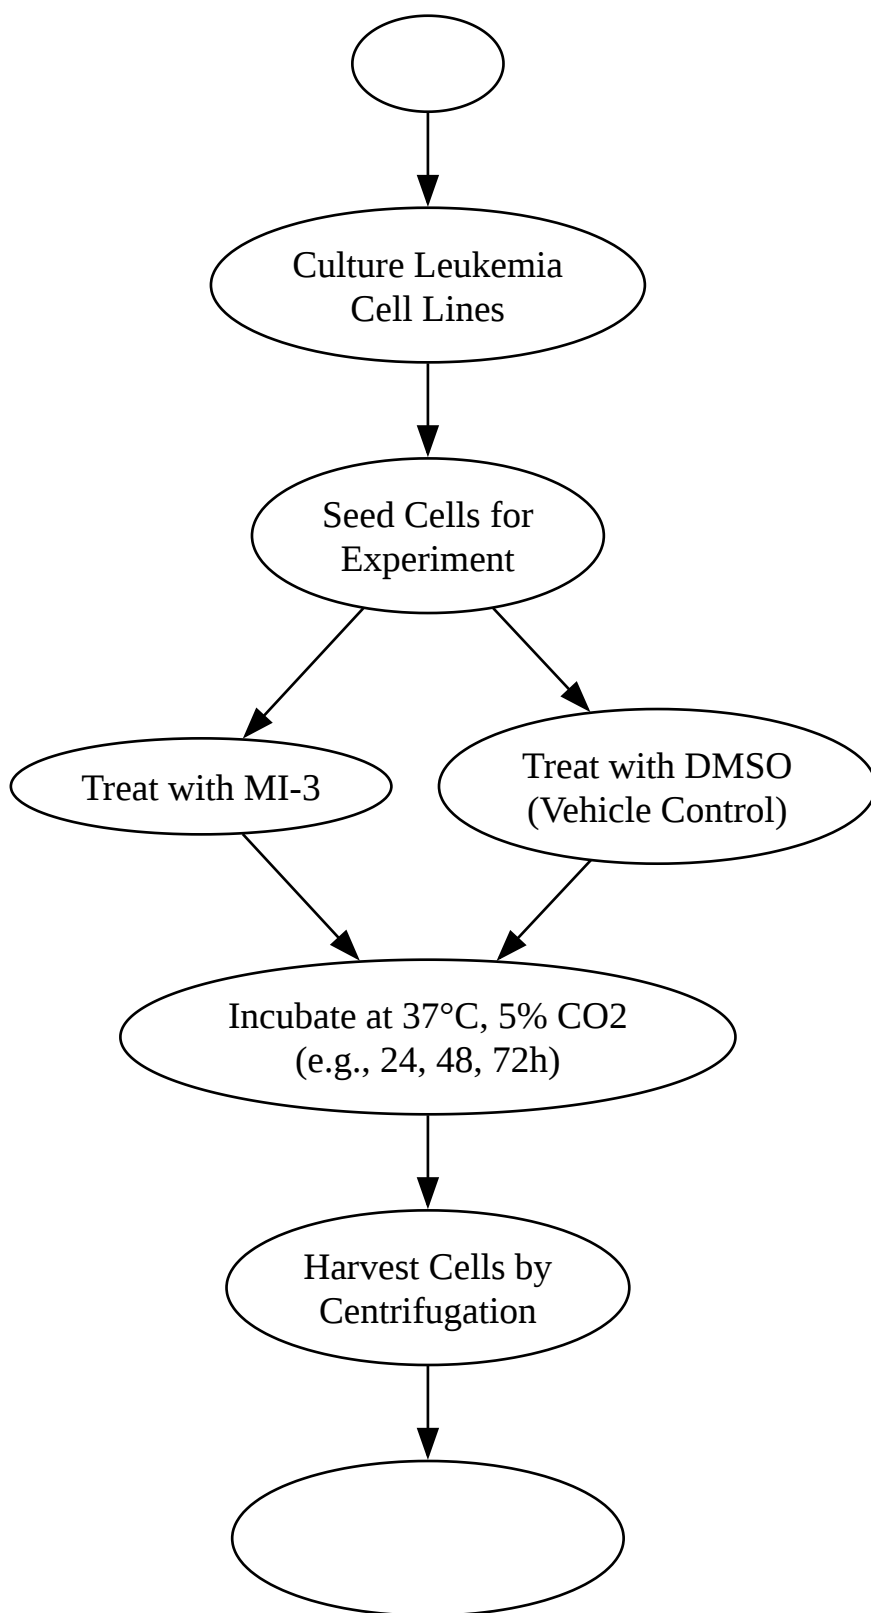 Culture Leukemia
Cell Lines
Seed Cells for
Experiment
Treat with MI-3
Treat with DMSO
(Vehicle Control)
Incubate at 37°C, 5% CO2
(e.g., 24, 48, 72h)
Harvest Cells by
Centrifugation